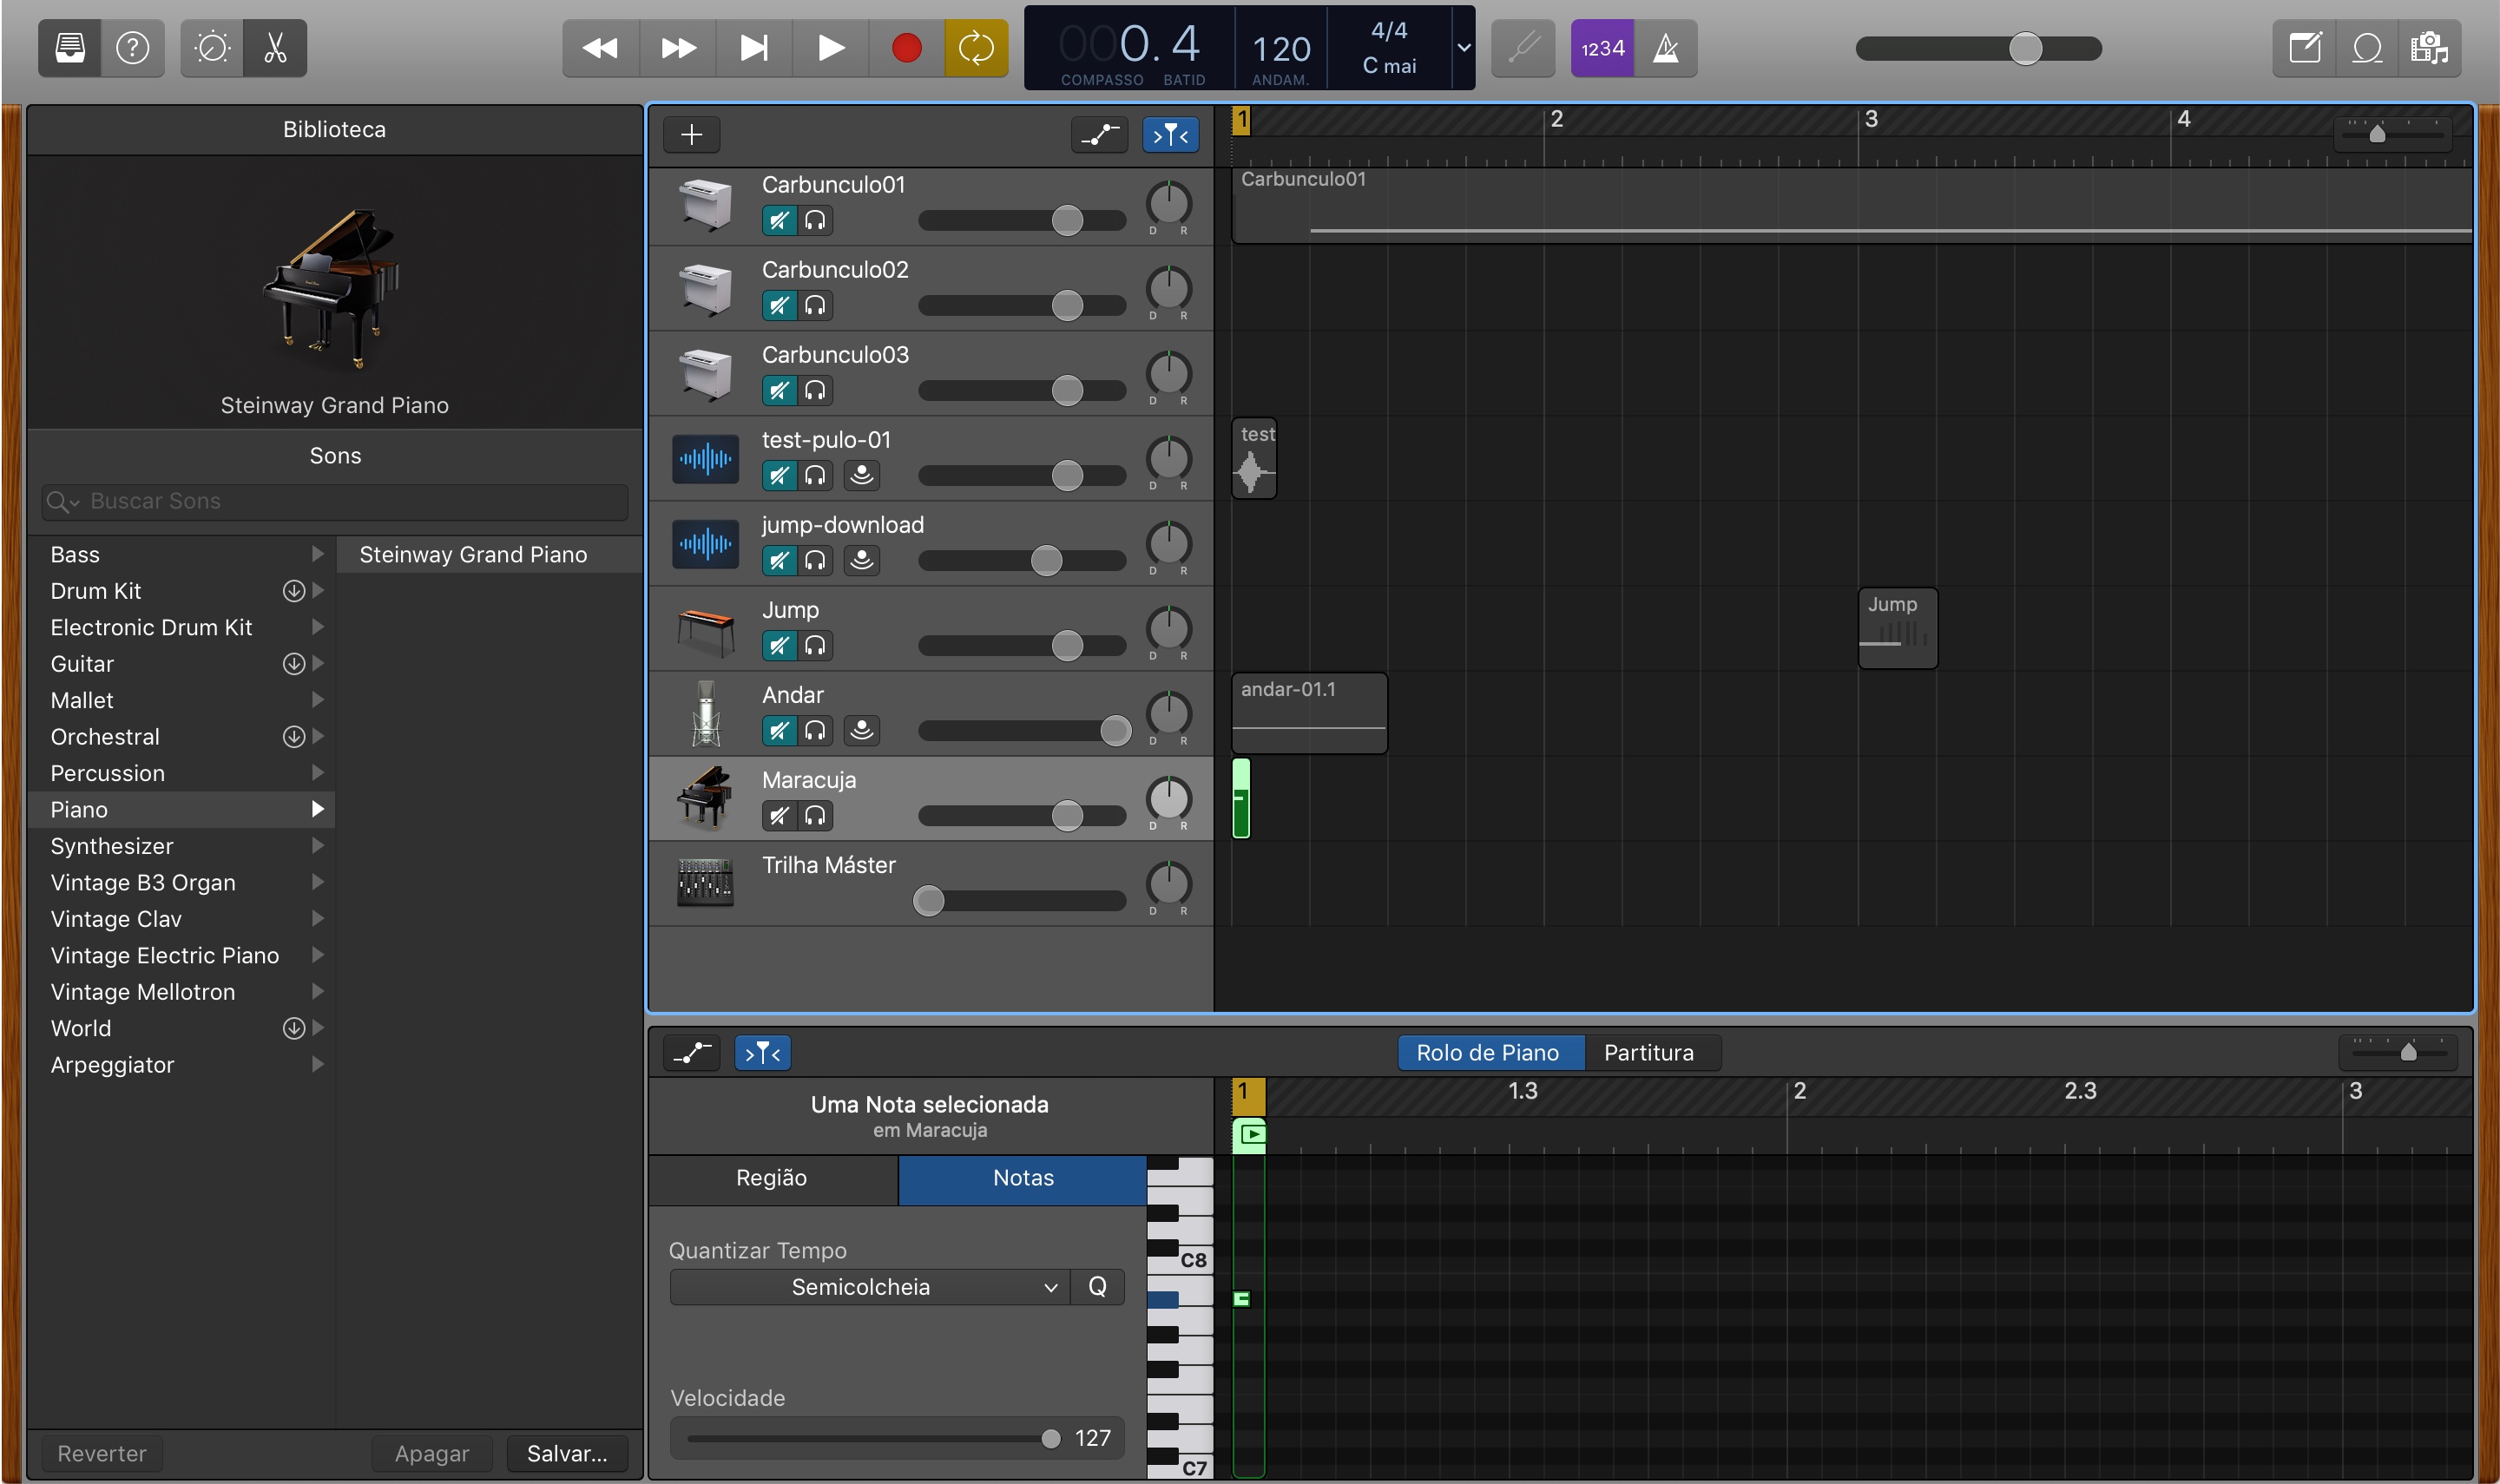 ?
1234
000.4
COMPASSO BATID
120
ANDAM.
4/4
C mai
Biblioteca
Steinway Grand Piano
Sons
Buscar Sons
Bass
Drum Kit
Electronic Drum Kit
Guitar
Mallet
Orchestral
Percussion
Piano
Synthesizer
Vintage B3 Organ
Vintage Clav
Vintage Electric Piano
Vintage Mellotron
World
Arpeggiator
Steinway Grand Piano
Reverter
Apagar
Salvar...
1 2 3 4
Carbunculo01
D R
Carbunculo01
Carbunculo02
D R
Carbunculo03
D R
test-pulo-01
D R
test
jump-download
D R
Jump
D R
Jump
Andar
D R
andar-01.1
Maracuja
D R
Trilha Máster
D R
Rolo de Piano
Partitura
Uma Nota selecionada
em Maracuja
1 1.3 2 2.3 3
Região
Notas
Quantizar Tempo
Semicolcheia
Q
Velocidade
127
C8
C7